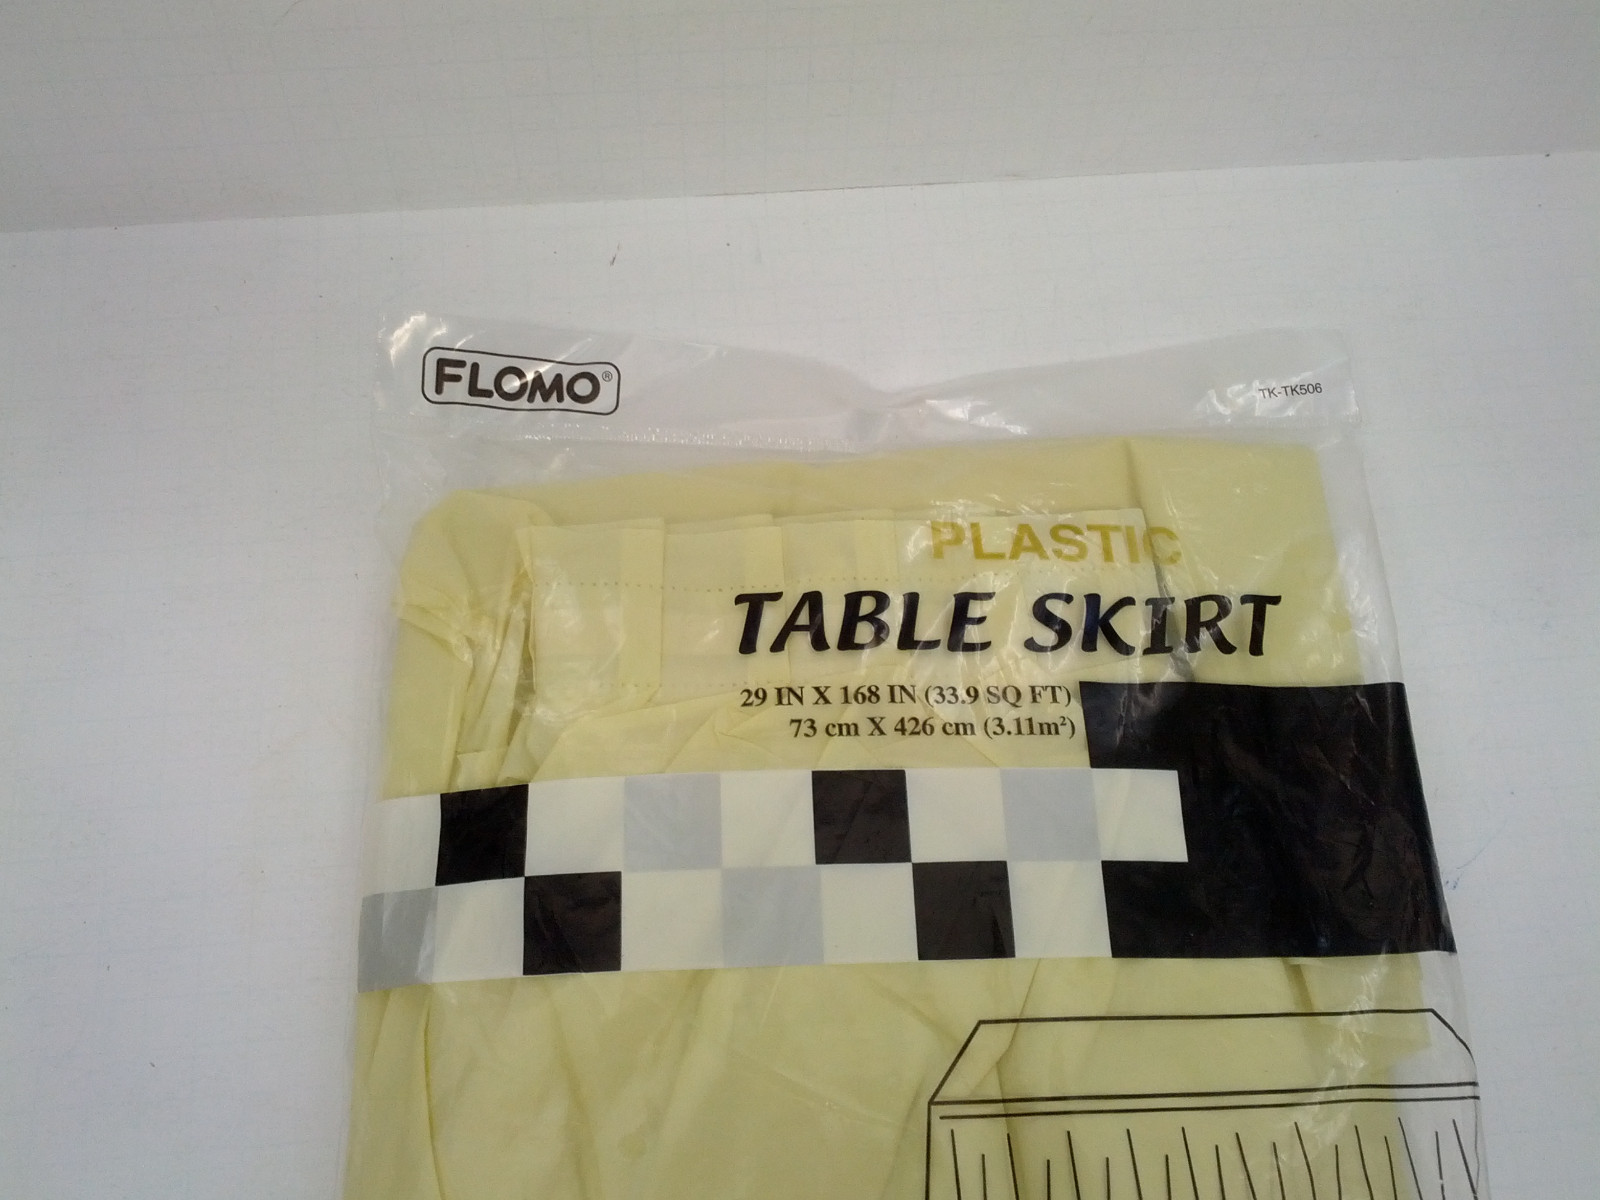 FLOMO®
TK-TK506
PLASTIC
TABLE SKIRT
29 IN X 168 IN (33.9 SQ FT)
73 cm X 426 cm (3.11m²)